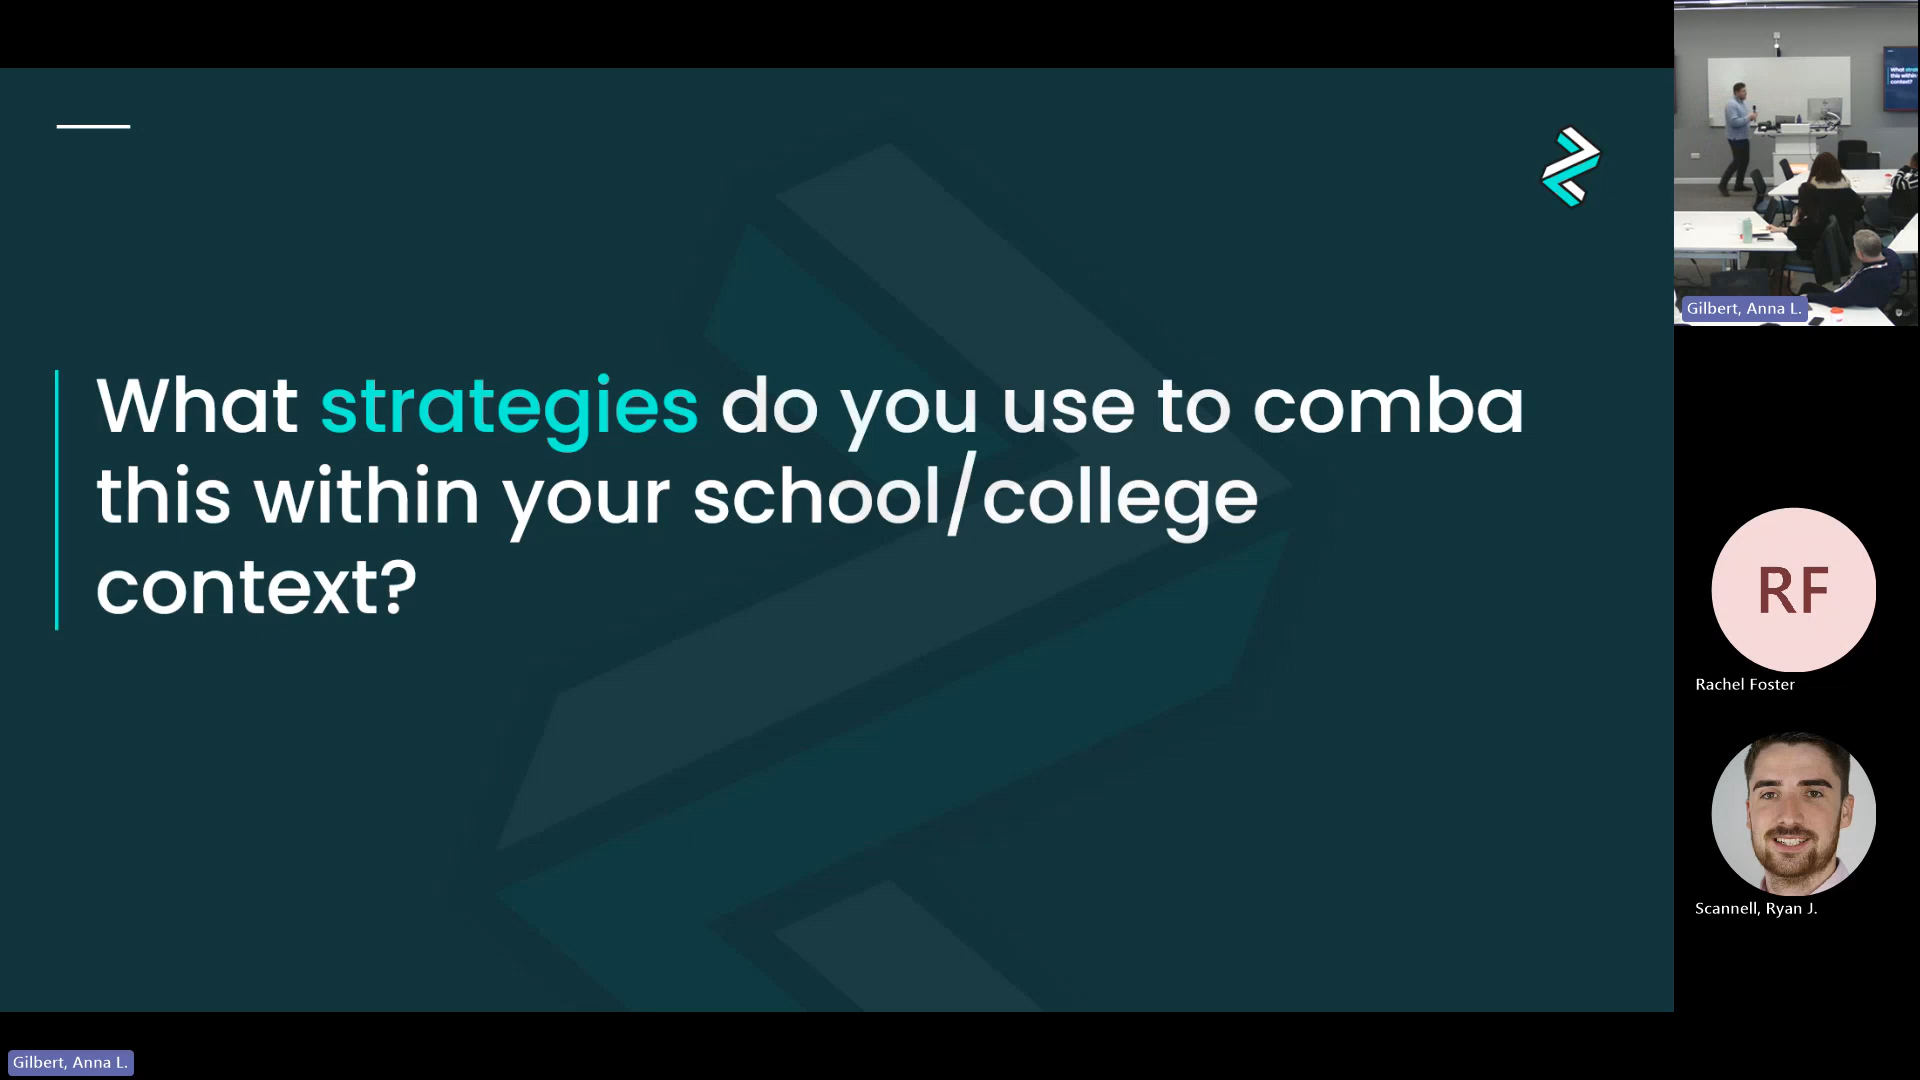 What strategies do you use to comba
this within your school/college
context?
Gilbert, Anna L.
RF
Rachel Foster
Scannell, Ryan J.
Gilbert, Anna L.